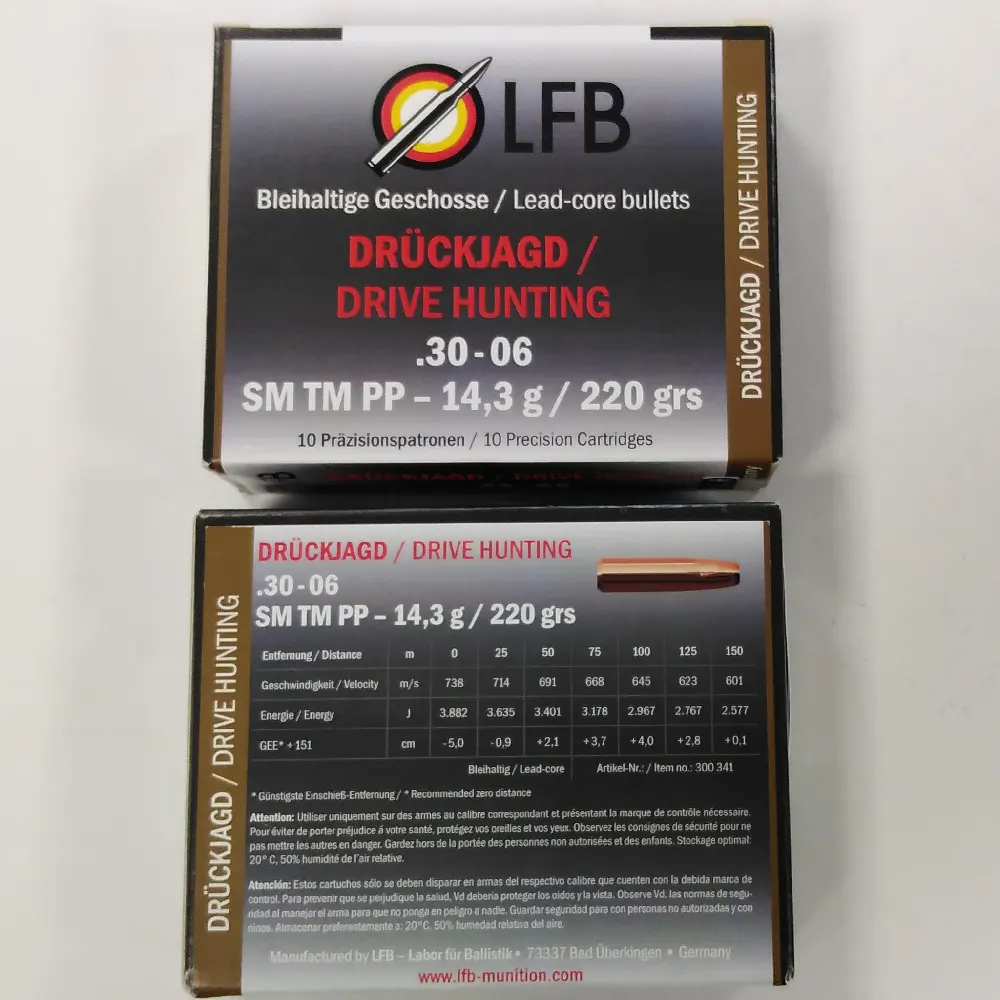 LFB
Bleihaltige Geschosse / Lead-core bullets
DRÜCKJAGD /
DRIVE HUNTING
.30 - 06
SM TM PP – 14,3 g / 220 grs
10 Präzisionspatronen / 10 Precision Cartridges
DRÜCKJAGD / DRIVE HUNTING
DRÜCKJAGD / DRIVE HUNTING
DRÜCKJAGD / DRIVE HUNTING
.30 - 06
SM TM PP – 14,3 g / 220 grs
Entfernung / Distance m 0 25 50 75 100 125 150
Geschwindigkeit / Velocity m/s 738 714 691 668 645 623 601
Energie / Energy J 3.882 3.635 3.401 3.178 2.967 2.767 2.577
GEE* + 151 cm -5,0 -0,9 +2,1 +3,7 +4,0 +2,8 +0,1
Bleihaltig / Lead-core Artikel-Nr.: / Item no.: 300 341
* Günstigste Einschieß-Entfernung / * Recommended zero distance
Attention: Utiliser uniquement sur des armes au calibre correspondant et présentant la marque de contrôle nécessaire.
Pour éviter de porter préjudice á votre santé, protégez vos oreilles et vos yeux. Observez les consignes de sécurité pour ne
pas mettre les autres en danger. Gardez hors de la portée des personnes non autorisées et des enfants. Stockage optimal:
20° C, 50% humidité de l'air relative.
Atención: Estos cartuchos sólo se deben disparar en armas del respectivo calibre que cuenten con la debida marca de
control. Para prevenir que se perjudique la salud, Vd debería proteger los oidos y la vista. Observe Vd. las normas de segu-
ridad al manejar el arma para que no ponga en peligro a nadie. Guardar seguridad para con personas no autorizadas y con
ninos. Almacenar preferentemente a: 20°C, 50% humedad relativa del aire.
Manufactured by LFB – Labor für Ballistik • 73337 Bad Überkingen • Germany
www.lfb-munition.com
DRÜCKJAGD / DRIVE HUNTING